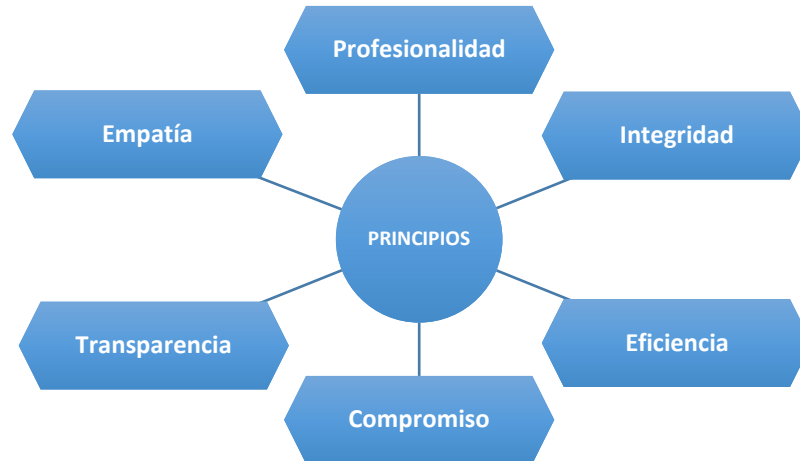 Profesionalidad
Empatía
Integridad
PRINCIPIOS
Transparencia
Eficiencia
Compromiso